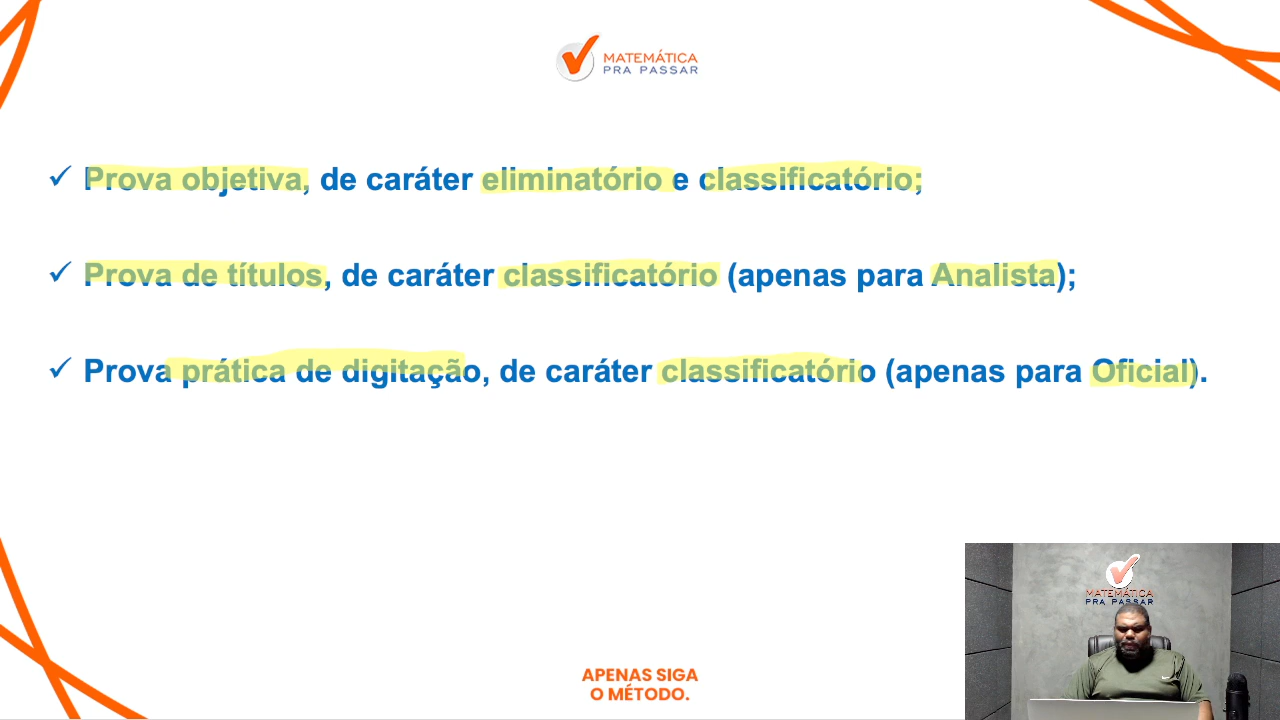 MATEMÁTICA
PRA PASSAR
✓ Prova objetiva, de caráter eliminatório e classificatório;
✓ Prova de títulos, de caráter classificatório (apenas para Analista);
✓ Prova prática de digitação, de caráter classificatório (apenas para Oficial).
MATEMÁTICA
PRA PASSAR
APENAS SIGA
O MÉTODO.